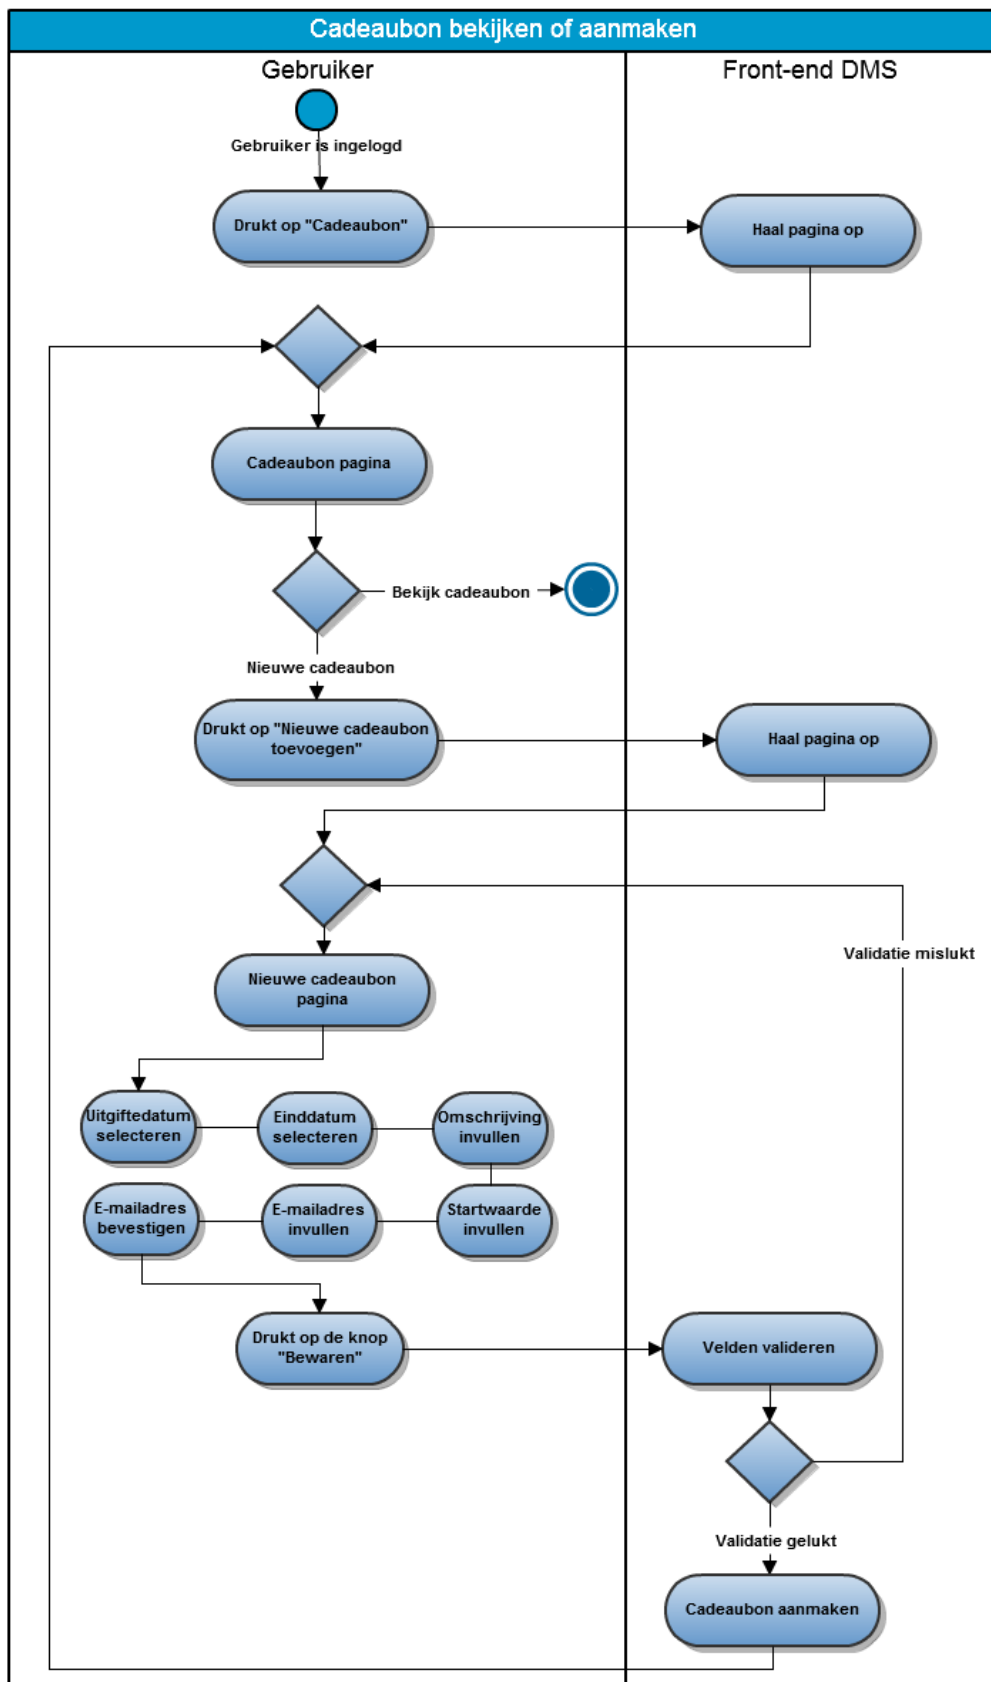 Cadeaubon bekijken of aanmaken
Gebruiker
Front-end DMS
Gebruiker is ingelogd
Drukt op "Cadeaubon"
Haal pagina op
Cadeaubon pagina
Bekijk cadeaubon
Nieuwe cadeaubon
Drukt op "Nieuwe cadeaubon
toevoegen"
Haal pagina op
Validatie mislukt
Nieuwe cadeaubon
pagina
Uitgiftedatum
selecteren
Einddatum
selecteren
Omschrijving
invullen
E-mailadres
bevestigen
E-mailadres
invullen
Startwaarde
invullen
Drukt op de knop
"Bewaren"
Velden valideren
Validatie gelukt
Cadeaubon aanmaken